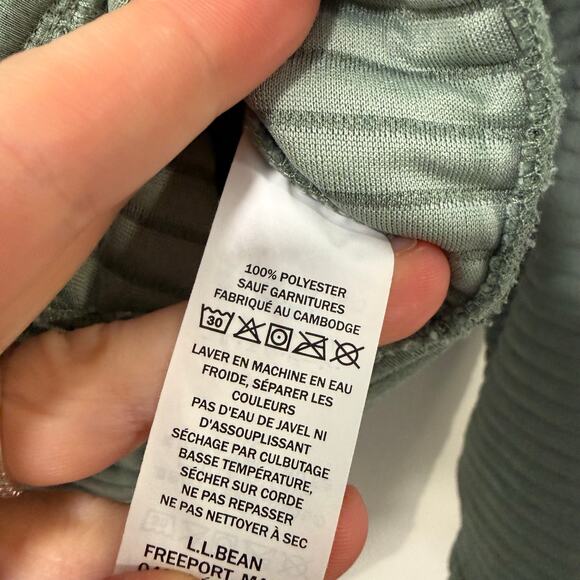 100% POLYESTER
SAUF GARNITURES
FABRIQUÉ AU CAMBODGE
30
LAVER EN MACHINE EN EAU
FROIDE, SÉPARER LES
COULEURS
PAS D'EAU DE JAVEL NI
D'ASSOUPLISSANT
SÉCHAGE PAR CULBUTAGE
BASSE TEMPÉRATURE,
SÉCHER SUR CORDE
NE PAS REPASSER
NE PAS NETTOYER À SEC
L.L.BEAN
FREEPORT,